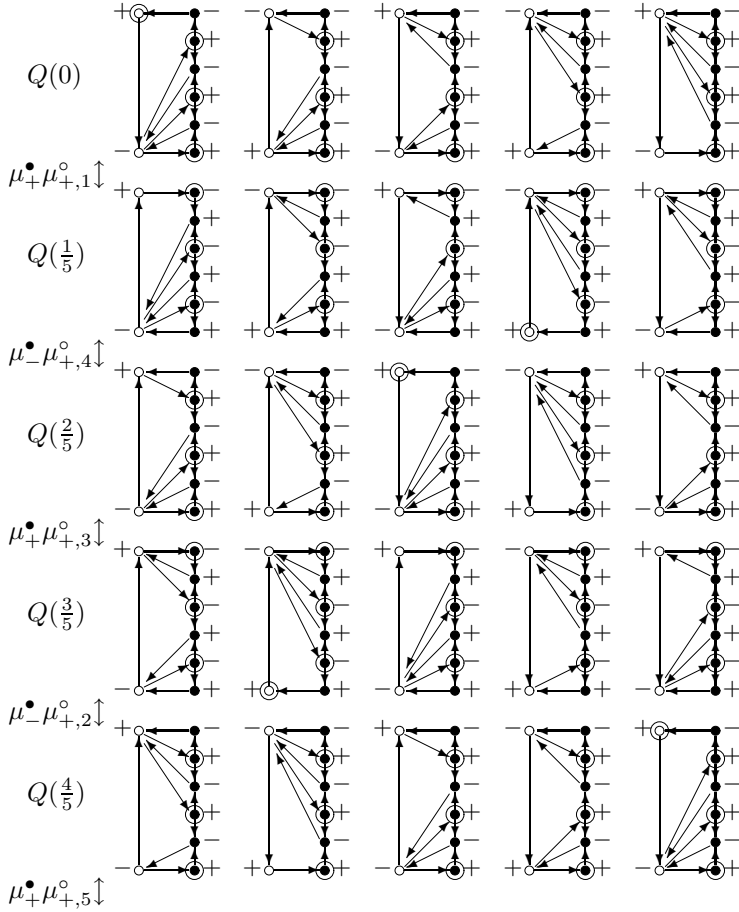 + − − − + − − − + −
+ + + + +
Q(0) − − − − −
+ + + + +
− − − − −
− + + + − + + + − +
μ•₊μ°₊,₁↕
+ − − − + − − − + −
+ + + + +
Q(1/5) − − − − −
+ + + + +
− − − − −
− + + + − + + + − +
μ•₋μ°₊,₄↕
+ − − − + − − − + −
+ + + + +
Q(2/5) − − − − −
+ + + + +
− − − − −
− + + + − + + + − +
μ•₊μ°₊,₃↕
+ − − − + − − − + −
+ + + + +
Q(3/5) − − − − −
+ + + + +
− − − − −
− + + + − + + + − +
μ•₋μ°₊,₂↕
+ − − − + − − − + −
+ + + + +
Q(4/5) − − − − −
+ + + + +
− − − − −
− + + + − + + + − +
μ•₊μ°₊,₅↕